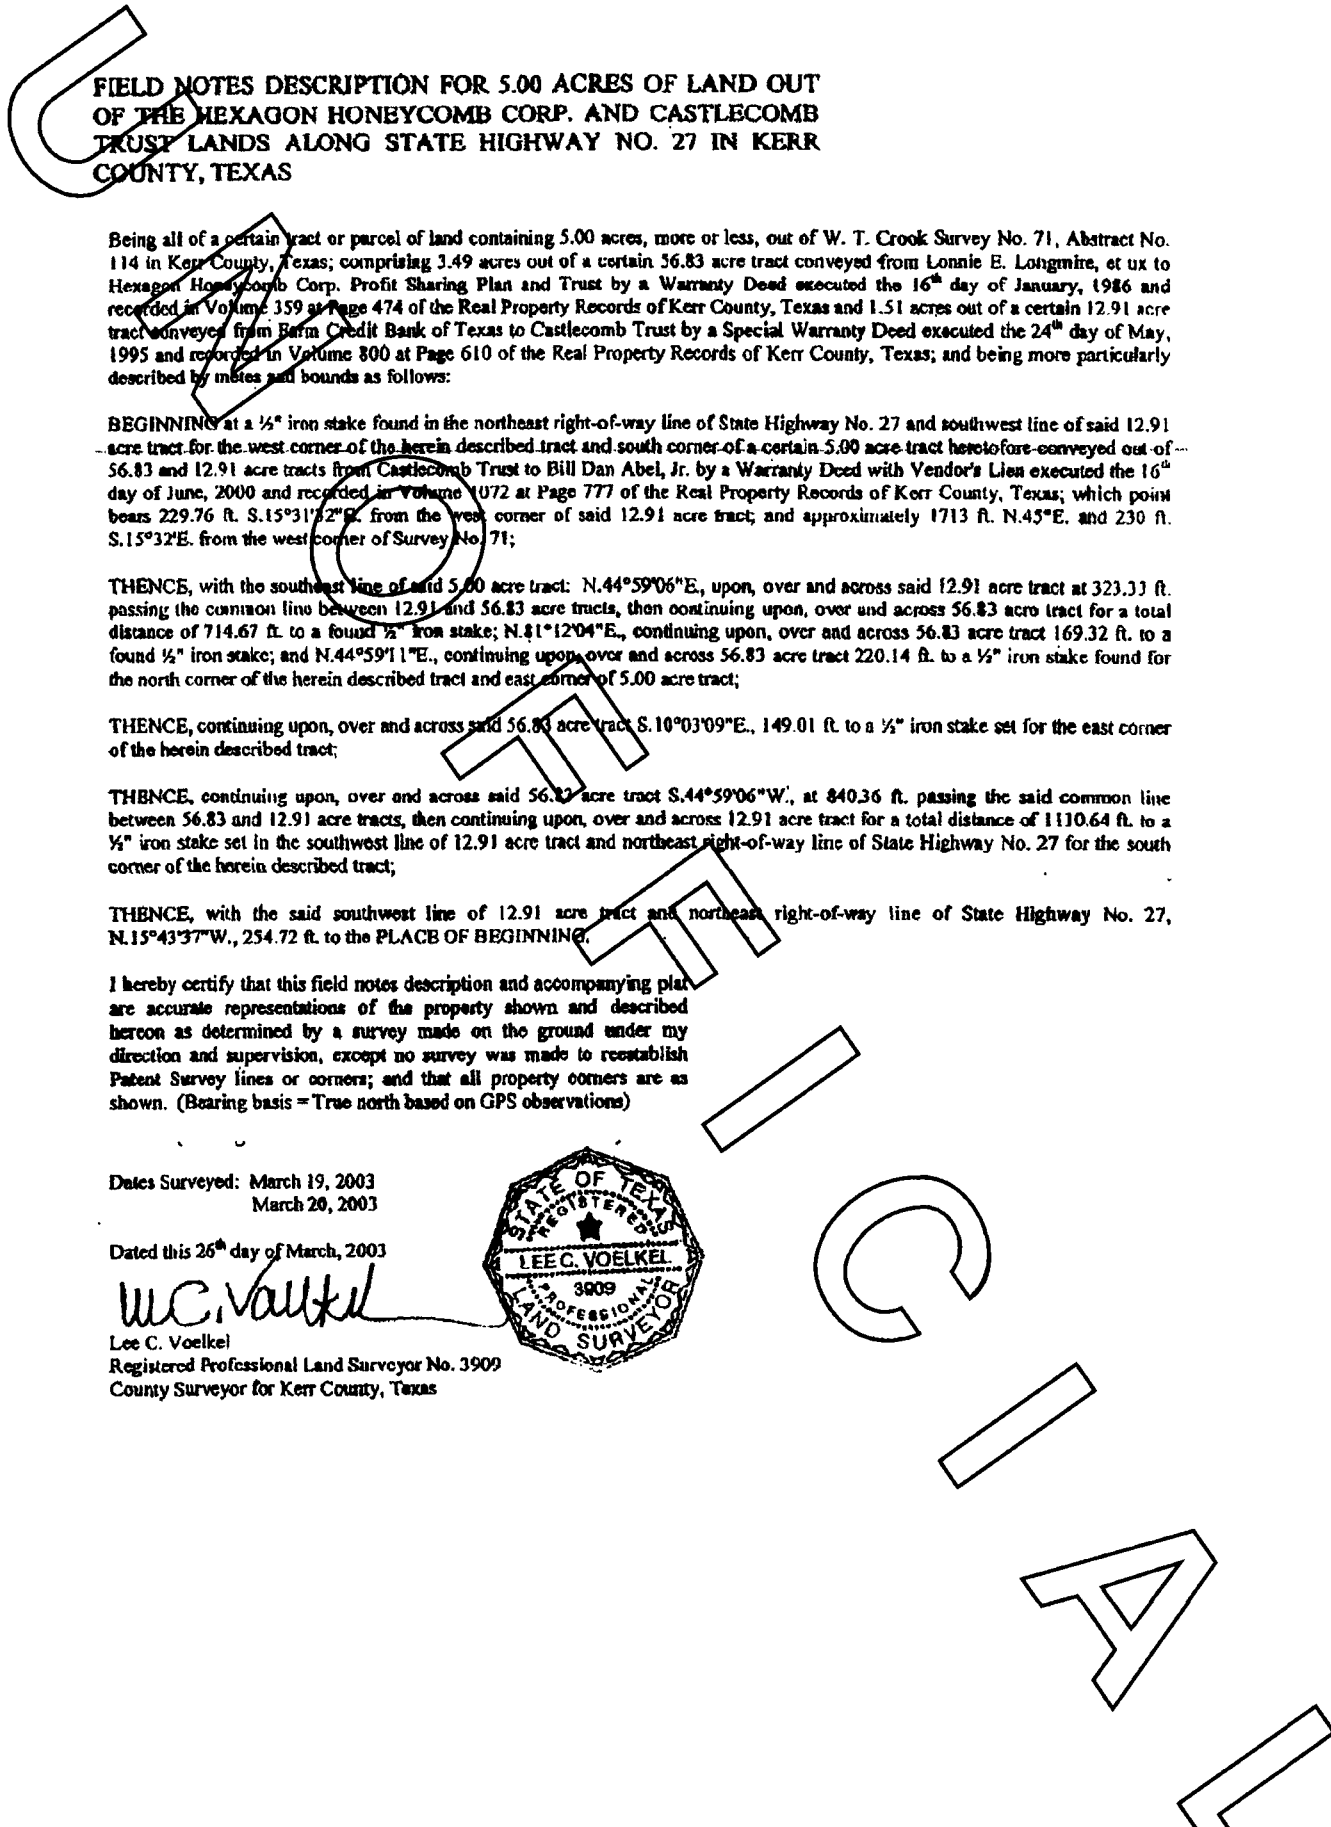 FIELD NOTES DESCRIPTION FOR 5.00 ACRES OF LAND OUT
OF THE HEXAGON HONEYCOMB CORP. AND CASTLECOMB
TRUST LANDS ALONG STATE HIGHWAY NO. 27 IN KERR
COUNTY, TEXAS
Being all of a certain tract or parcel of land containing 5.00 acres, more or less, out of W. T. Crook Survey No. 71, Abstract No.
114 in Kerr County, Texas; comprising 3.49 acres out of a certain 56.83 acre tract conveyed from Lonnie E. Longmire, et ux to
Hexagon Honeycomb Corp. Profit Sharing Plan and Trust by a Warranty Deed executed the 16th day of January, 1986 and
recorded in Volume 359 at Page 474 of the Real Property Records of Kerr County, Texas and 1.51 acres out of a certain 12.91 acre
tract conveyed from Farm Credit Bank of Texas to Castlecomb Trust by a Special Warranty Deed executed the 24th day of May,
1995 and recorded in Volume 800 at Page 610 of the Real Property Records of Kerr County, Texas; and being more particularly
described by metes and bounds as follows:
BEGINNING at a ½" iron stake found in the northeast right-of-way line of State Highway No. 27 and southwest line of said 12.91
acre tract for the west corner of the herein described tract and south corner of a certain 5.00 acre tract heretofore conveyed out of
56.83 and 12.91 acre tracts from Castlecomb Trust to Bill Dan Abel, Jr. by a Warranty Deed with Vendor's Lien executed the 16th
day of June, 2000 and recorded in Volume 1072 at Page 777 of the Real Property Records of Kerr County, Texas; which point
bears 229.76 ft. S.15°31'32"E. from the west corner of said 12.91 acre tract; and approximately 1713 ft. N.45°E. and 230 ft.
S.15°32'E. from the west corner of Survey No. 71;
THENCE, with the southeast line of said 5.00 acre tract: N.44°59'06"E., upon, over and across said 12.91 acre tract at 323.33 ft.
passing the common line between 12.91 and 56.83 acre tracts, then continuing upon, over and across 56.83 acre tract for a total
distance of 714.67 ft. to a found ½" iron stake; N.81°12'04"E., continuing upon, over and across 56.83 acre tract 169.32 ft. to a
found ½" iron stake; and N.44°59'11"E., continuing upon, over and across 56.83 acre tract 220.14 ft. to a ½" iron stake found for
the north corner of the herein described tract and east corner of 5.00 acre tract;
THENCE, continuing upon, over and across said 56.83 acre tract S.10°03'09"E., 149.01 ft. to a ½" iron stake set for the east corner
of the herein described tract;
THENCE, continuing upon, over and across said 56.83 acre tract S.44°59'06"W., at 840.36 ft. passing the said common line
between 56.83 and 12.91 acre tracts, then continuing upon, over and across 12.91 acre tract for a total distance of 1110.64 ft. to a
½" iron stake set in the southwest line of 12.91 acre tract and northeast right-of-way line of State Highway No. 27 for the south
corner of the herein described tract;
THENCE, with the said southwest line of 12.91 acre tract and northeast right-of-way line of State Highway No. 27,
N.15°43'37"W., 254.72 ft. to the PLACE OF BEGINNING.
I hereby certify that this field notes description and accompanying plat
are accurate representations of the property shown and described
hereon as determined by a survey made on the ground under my
direction and supervision, except no survey was made to reestablish
Patent Survey lines or corners; and that all property corners are as
shown. (Bearing basis = True north based on GPS observations)
Dates Surveyed: March 19, 2003
March 20, 2003
Dated this 26th day of March, 2003
Lee C. Voelkel
Lee C. Voelkel
Registered Professional Land Surveyor No. 3909
County Surveyor for Kerr County, Texas
STATE OF TEXAS
REGISTERED
LEE C. VOELKEL
3909
PROFESSIONAL
LAND SURVEYOR
UNOFFICIAL